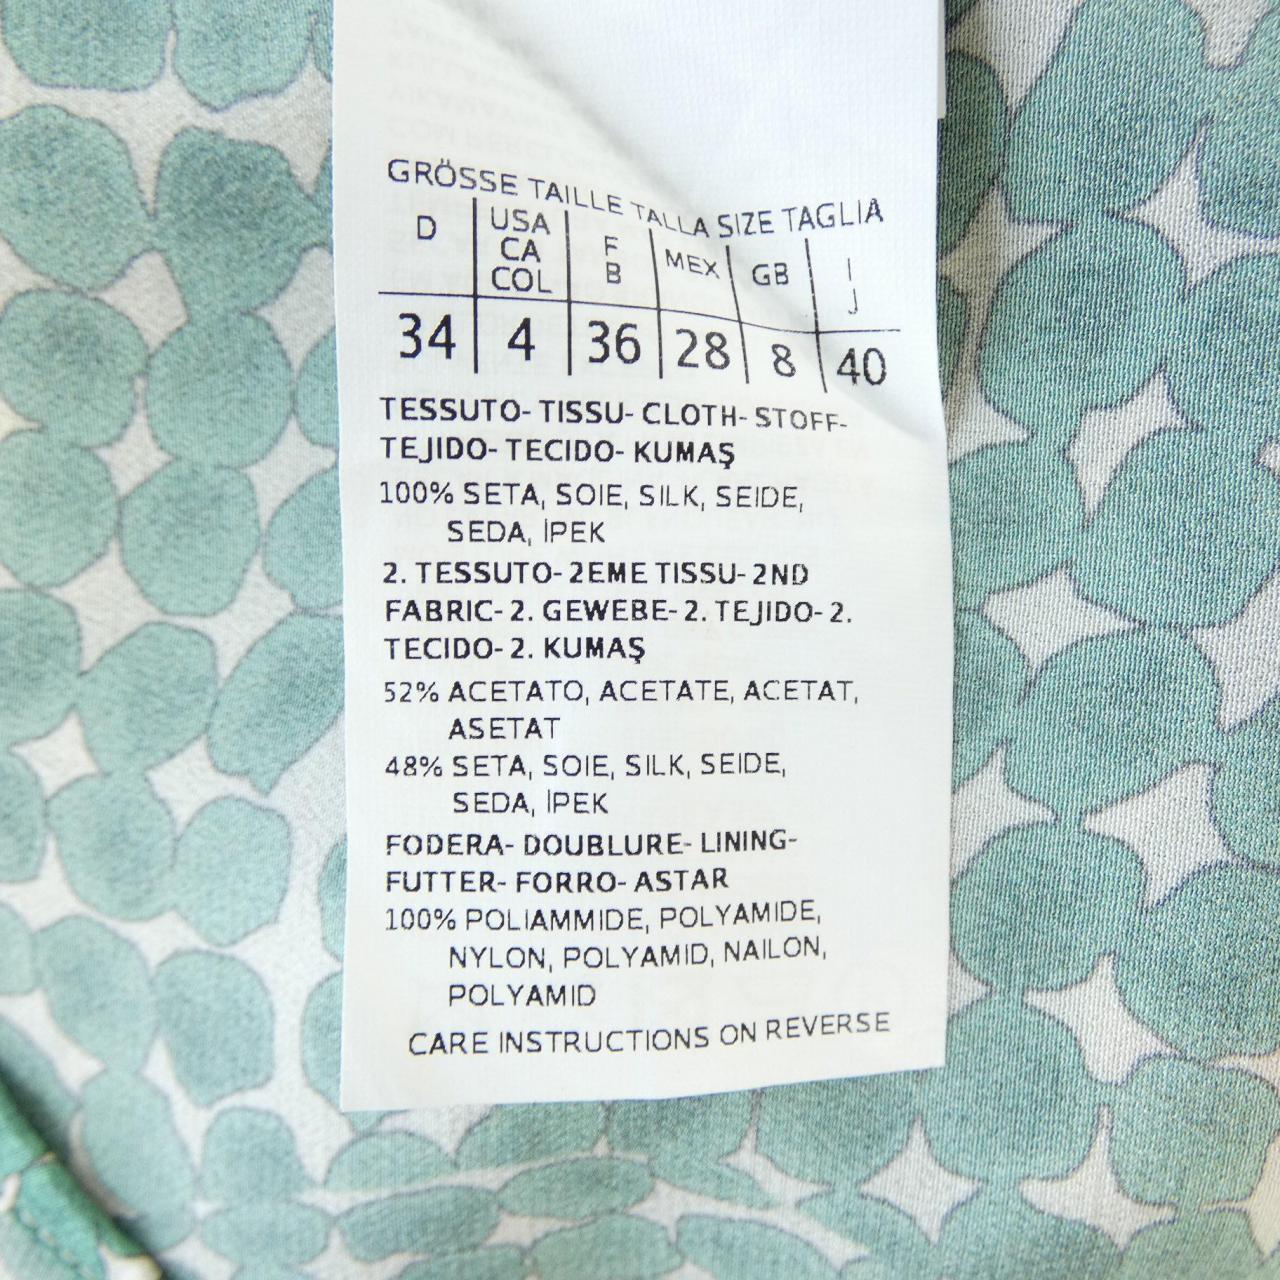 GRÖSSE TAILLE TALLA SIZE TAGLIA
D USA CA COL F B MEX GB I J
34 4 36 28 8 40
TESSUTO- TISSU- CLOTH- STOFF-
TEJIDO- TECIDO- KUMAŞ
100% SETA, SOIE, SILK, SEIDE,
SEDA, İPEK
2. TESSUTO- 2EME TISSU- 2ND
FABRIC- 2. GEWEBE- 2. TEJIDO- 2.
TECIDO- 2. KUMAŞ
52% ACETATO, ACETATE, ACETAT,
ASETAT
48% SETA, SOIE, SILK, SEIDE,
SEDA, İPEK
FODERA- DOUBLURE- LINING-
FUTTER- FORRO- ASTAR
100% POLIAMMIDE, POLYAMIDE,
NYLON, POLYAMID, NAILON,
POLYAMID
CARE INSTRUCTIONS ON REVERSE